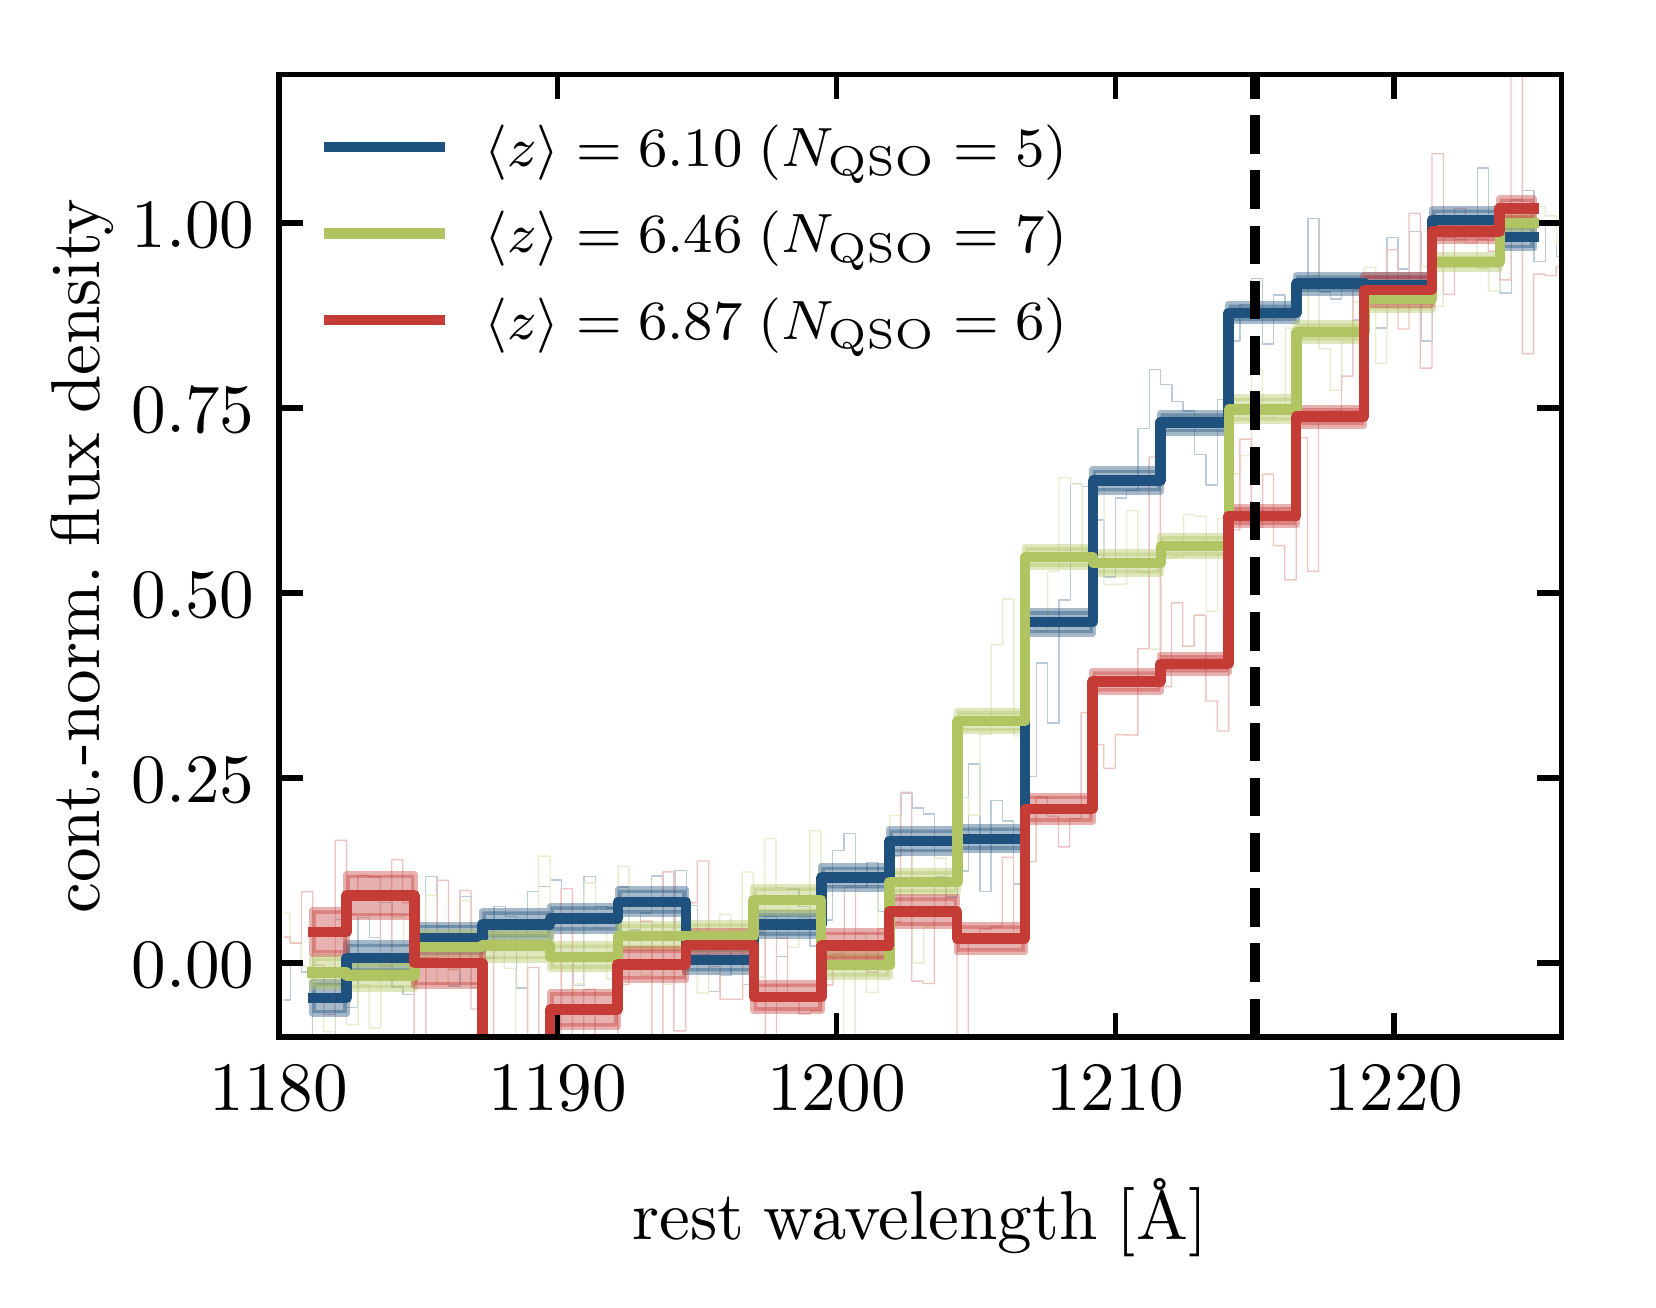 ⟨z⟩ = 6.10 (N_QSO = 5)
⟨z⟩ = 6.46 (N_QSO = 7)
⟨z⟩ = 6.87 (N_QSO = 6)
cont.-norm. flux density
1.00
0.75
0.50
0.25
0.00
1180 1190 1200 1210 1220
rest wavelength [Å]